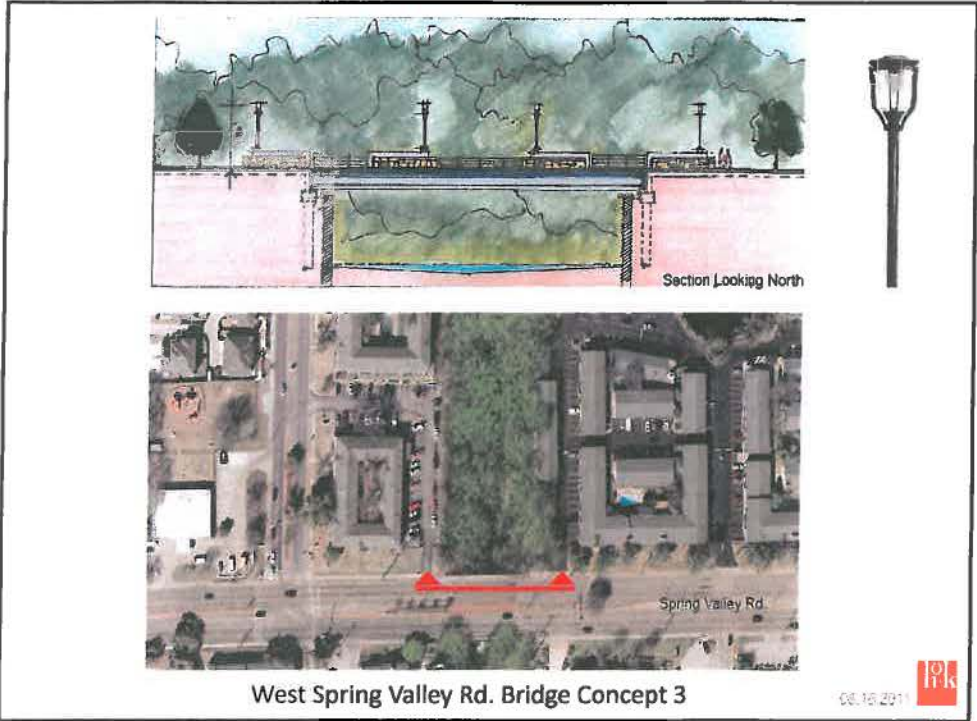 Section Looking North
Spring Valley Rd.
West Spring Valley Rd. Bridge Concept 3